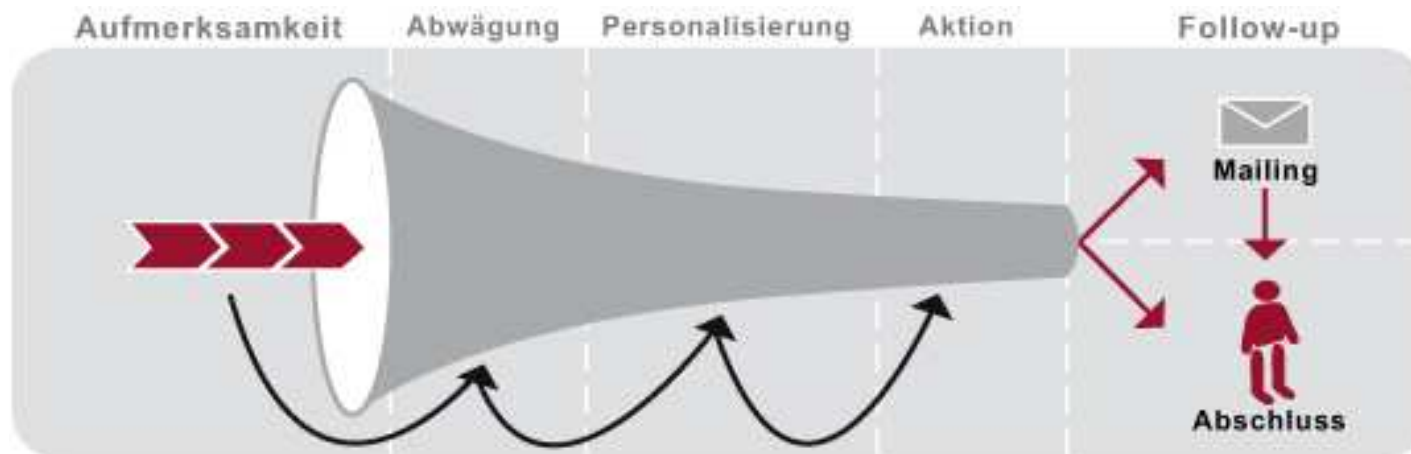 Aufmerksamkeit
Abwägung
Personalisierung
Aktion
Follow-up
Mailing
Abschluss